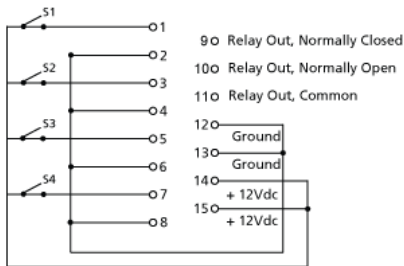 S1
1
2
S2
3
4
S3
5
6
S4
7
8
9 Relay Out, Normally Closed
10 Relay Out, Normally Open
11 Relay Out, Common
12
Ground
13
Ground
14
+ 12Vdc
15
+ 12Vdc